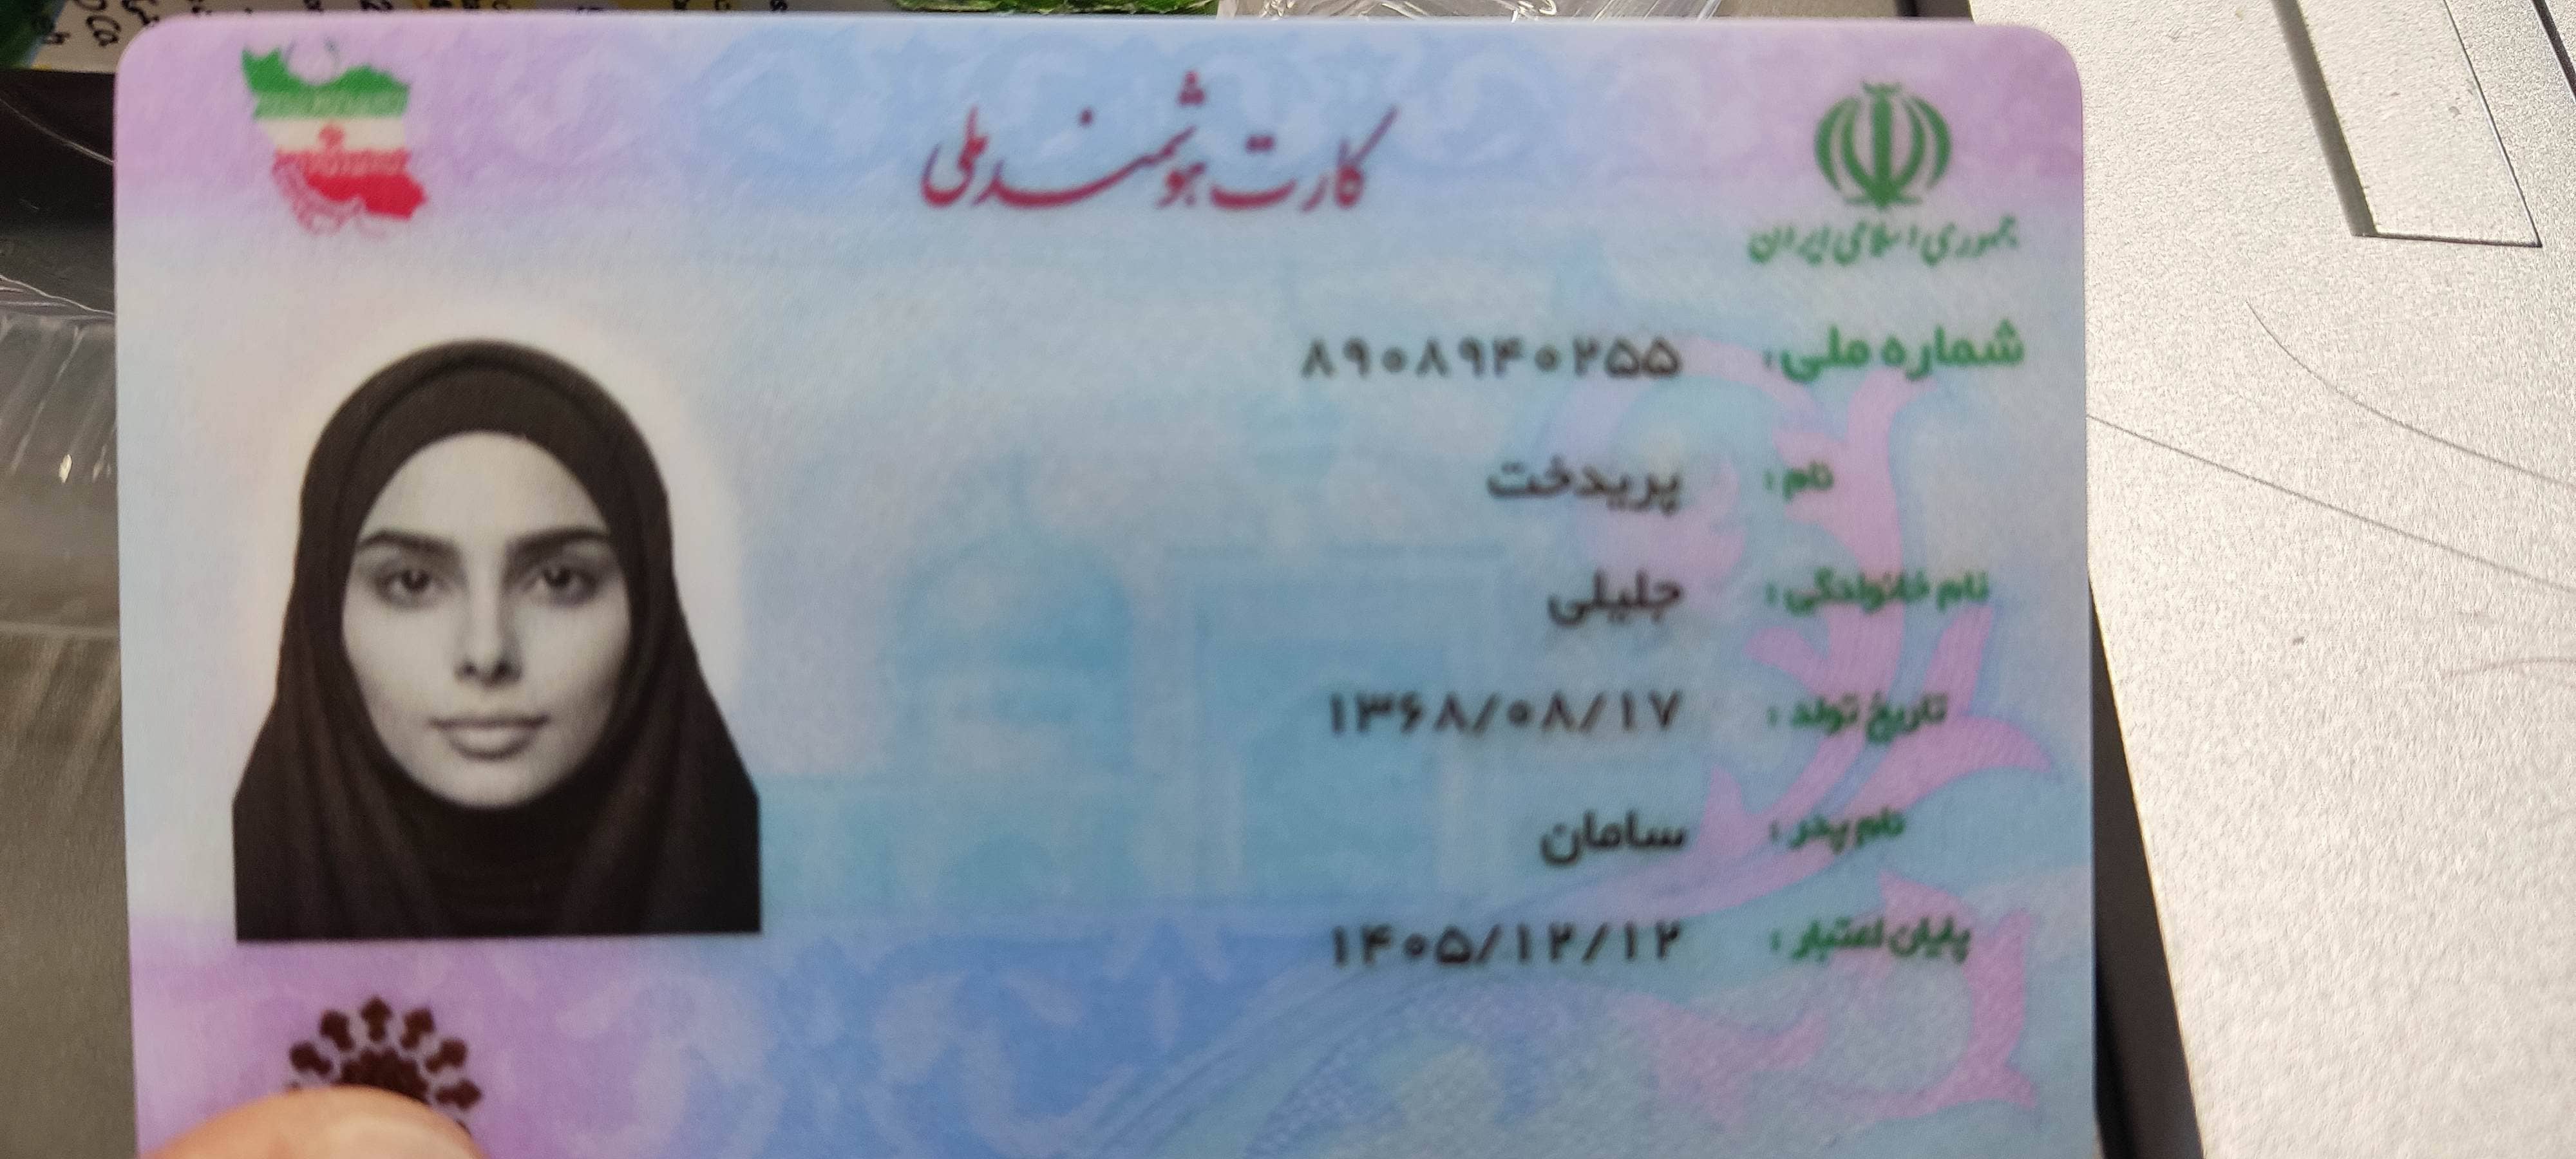 کارت هوشمند ملی
جمهوری اسلامی ایران
شماره ملی: ۸۹۰۸۹۴۰۲۵۵
نام: پریدخت
نام خانوادگی: جلیلی
تاریخ تولد: ۱۳۶۸/۰۸/۱۷
نام پدر: سامان
پایان اعتبار: ۱۴۰۵/۱۲/۱۲